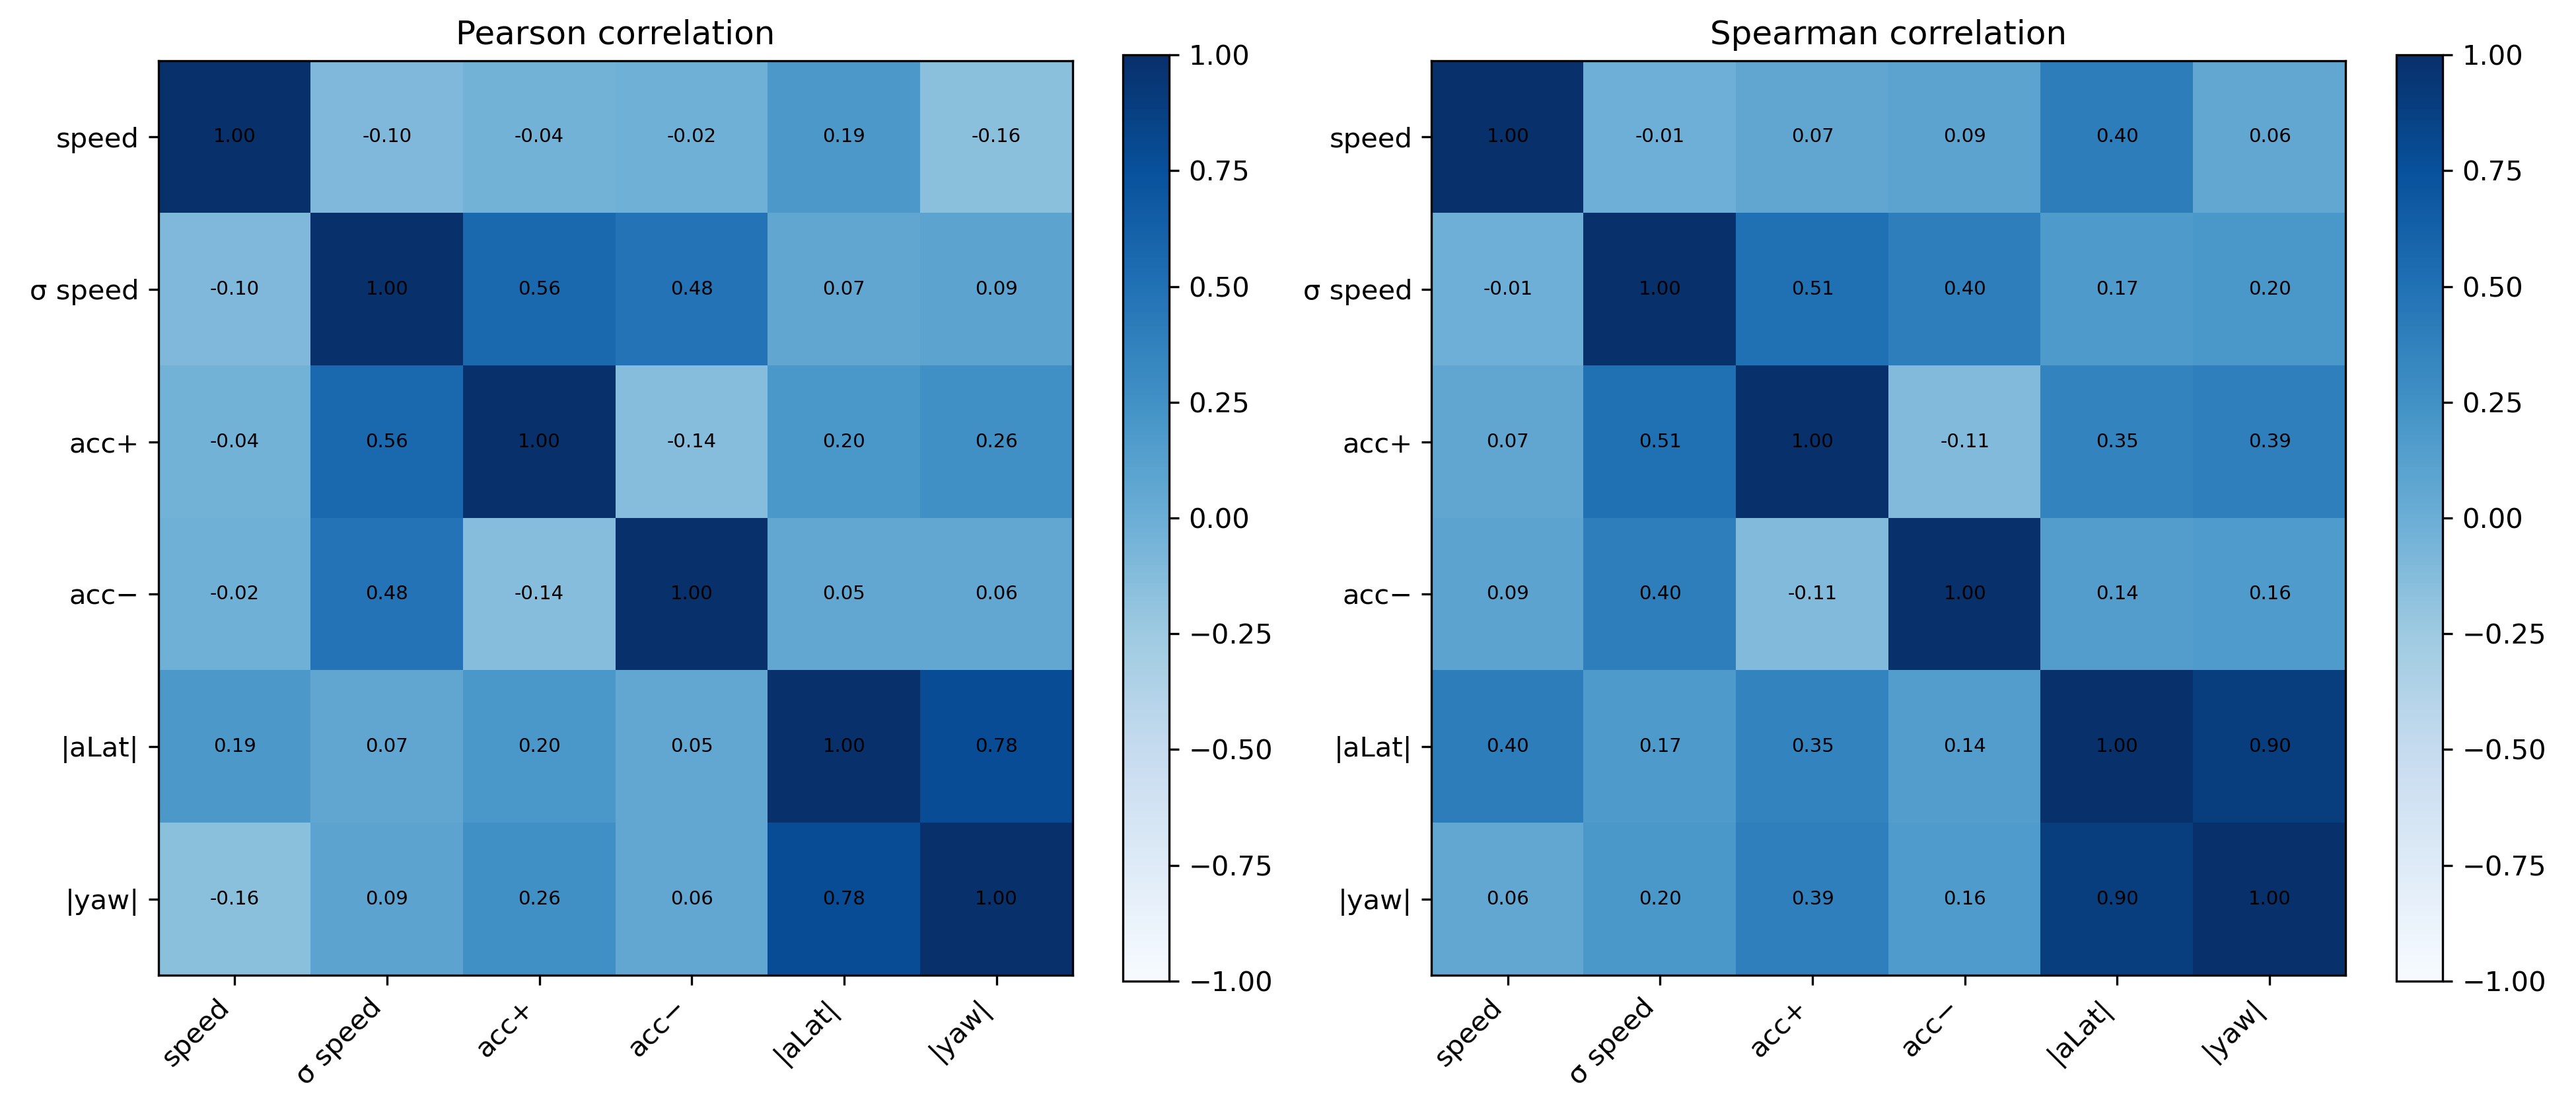 Pearson correlation
speed 1.00 -0.10 -0.04 -0.02 0.19 -0.16
σ speed -0.10 1.00 0.56 0.48 0.07 0.09
acc+ -0.04 0.56 1.00 -0.14 0.20 0.26
acc− -0.02 0.48 -0.14 1.00 0.05 0.06
|aLat| 0.19 0.07 0.20 0.05 1.00 0.78
|yaw| -0.16 0.09 0.26 0.06 0.78 1.00
speed σ speed acc+ acc− |aLat| |yaw|
1.00
0.75
0.50
0.25
0.00
−0.25
−0.50
−0.75
−1.00
Spearman correlation
speed 1.00 -0.01 0.07 0.09 0.40 0.06
σ speed -0.01 1.00 0.51 0.40 0.17 0.20
acc+ 0.07 0.51 1.00 -0.11 0.35 0.39
acc− 0.09 0.40 -0.11 1.00 0.14 0.16
|aLat| 0.40 0.17 0.35 0.14 1.00 0.90
|yaw| 0.06 0.20 0.39 0.16 0.90 1.00
speed σ speed acc+ acc− |aLat| |yaw|
1.00
0.75
0.50
0.25
0.00
−0.25
−0.50
−0.75
−1.00